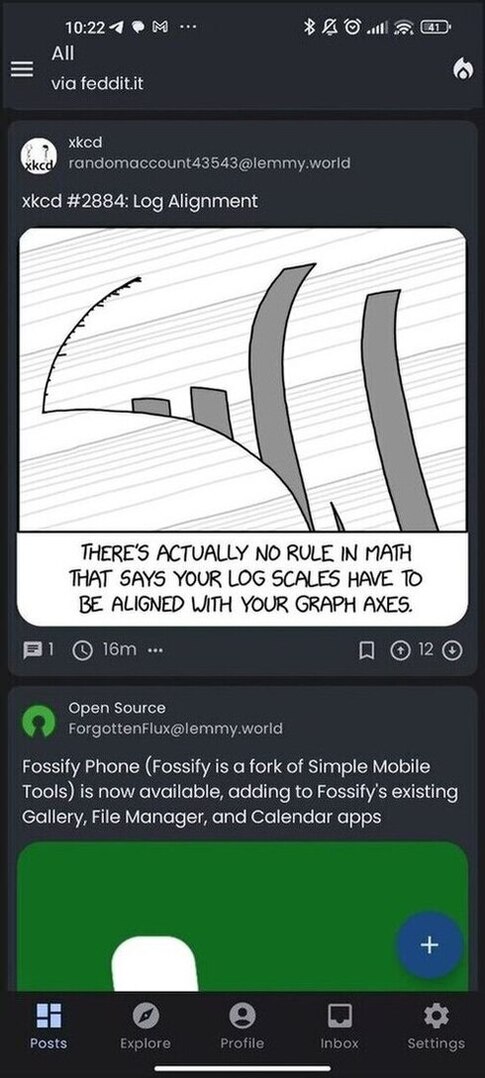 10:22
41
All
via feddit.it
xkcd
xkcd
randomaccount43543@lemmy.world
xkcd #2884: Log Alignment
THERE'S ACTUALLY NO RULE IN MATH
THAT SAYS YOUR LOG SCALES HAVE TO
BE ALIGNED WITH YOUR GRAPH AXES.
1 16m 12
Open Source
ForgottenFlux@lemmy.world
Fossify Phone (Fossify is a fork of Simple Mobile
Tools) is now available, adding to Fossify's existing
Gallery, File Manager, and Calendar apps
Posts Explore Profile Inbox Settings